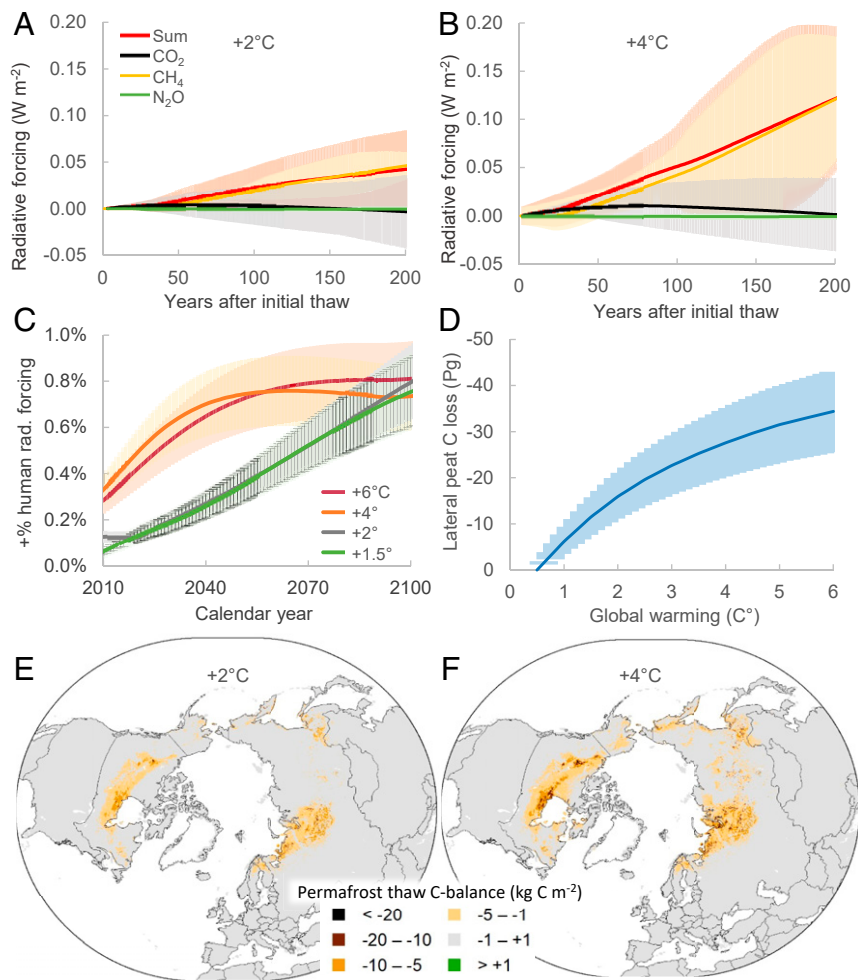 A
+2°C
Sum
CO₂
CH₄
N₂O
0.20
0.15
0.10
0.05
0.00
-0.05
Radiative forcing (W m⁻²)
0
50
100
150
200
Years after initial thaw
B
+4°C
0.20
0.15
0.10
0.05
0.00
-0.05
Radiative forcing (W m⁻²)
0
50
100
150
200
Years after initial thaw
C
1.0%
0.8%
0.6%
0.4%
0.2%
0.0%
+% human rad. forcing
+6°C
+4°
+2°
+1.5°
2010
2040
2070
2100
Calendar year
D
-50
-40
-30
-20
-10
0
Lateral peat C loss (Pg)
0
1
2
3
4
5
6
Global warming (C°)
E
+2°C
F
+4°C
Permafrost thaw C-balance (kg C m⁻²)
< -20
-20 – -10
-10 – -5
-5 – -1
-1 – +1
> +1